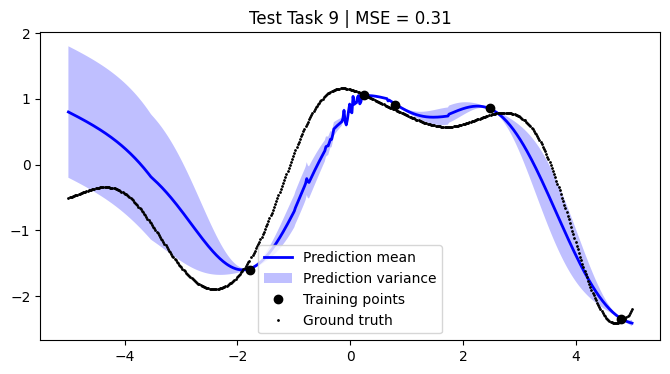 Test Task 9 | MSE = 0.31
2
1
0
−1
−2
Prediction mean
Prediction variance
Training points
Ground truth
−4 −2 0 2 4